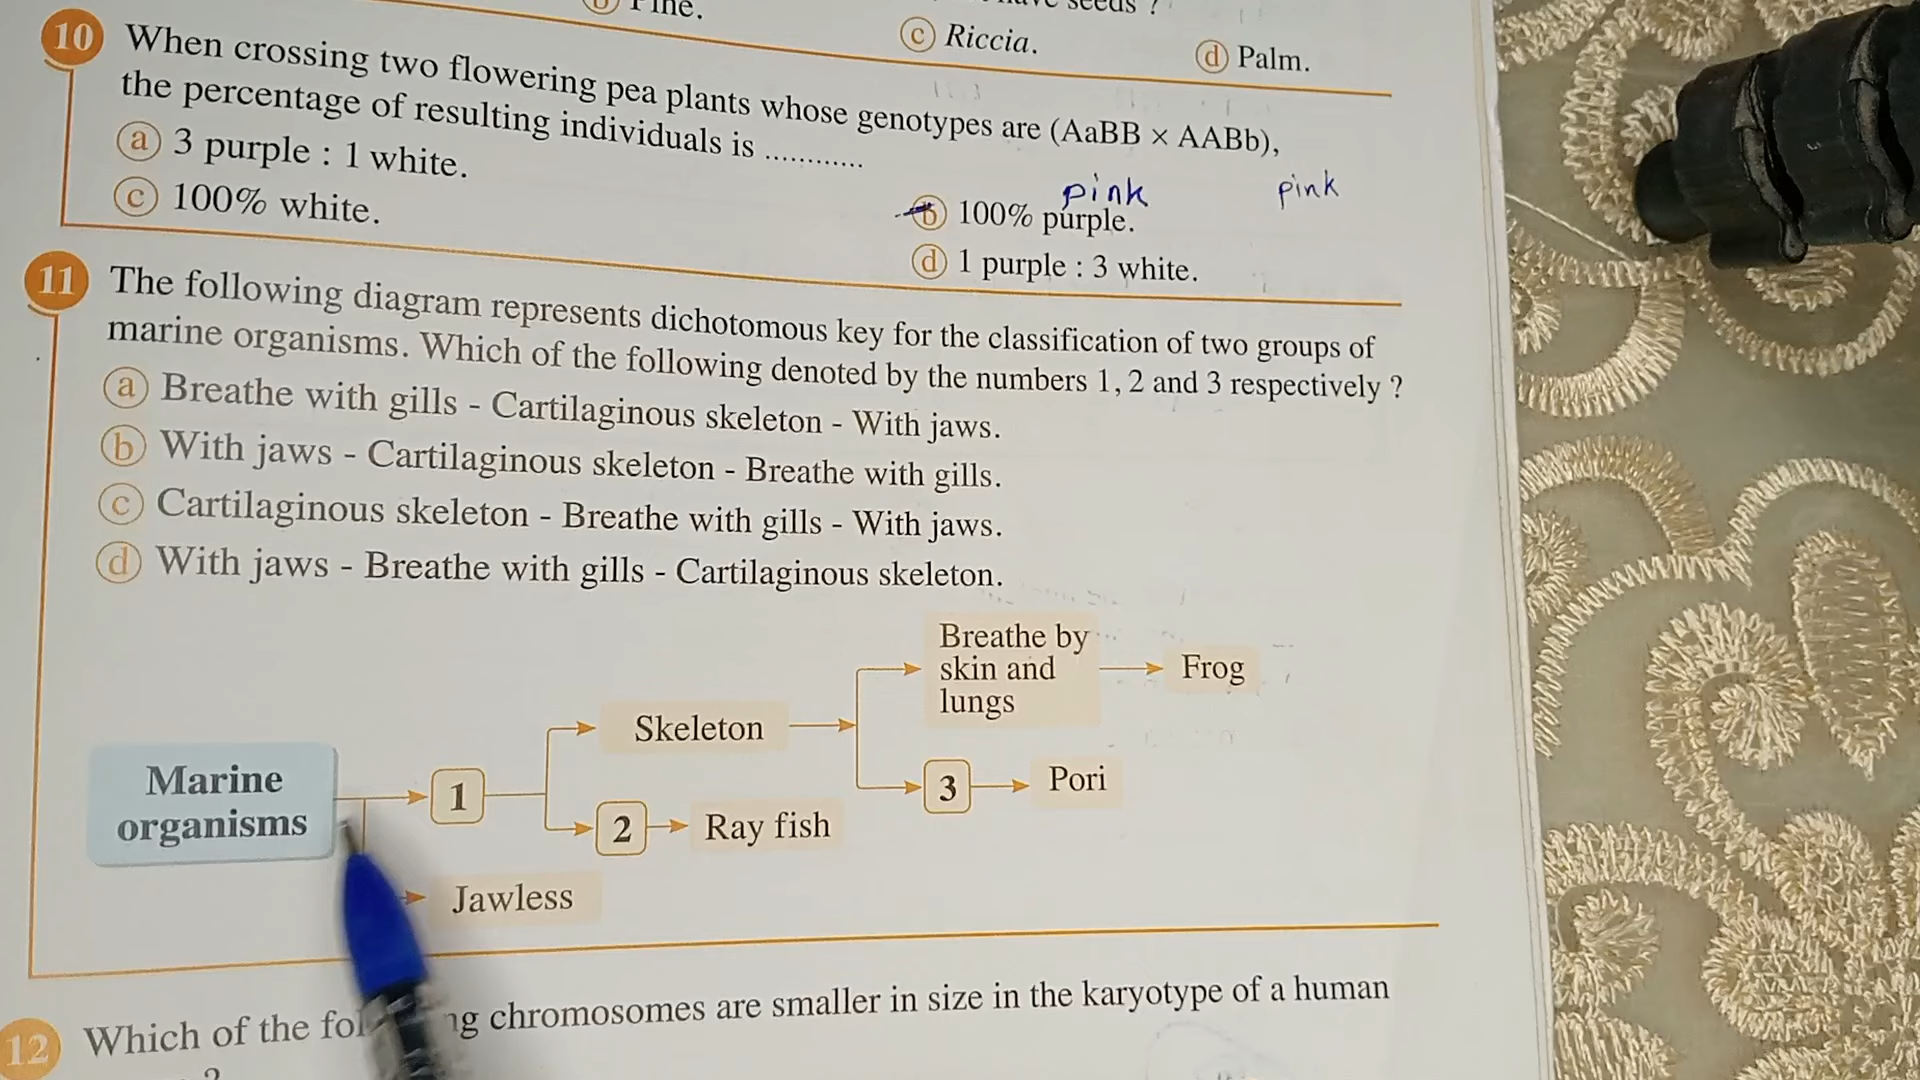 ⓑ Pine.
have seeds ?
ⓒ Riccia.
ⓓ Palm.
10 When crossing two flowering pea plants whose genotypes are (AaBB × AABb),
the percentage of resulting individuals is ............
ⓐ 3 purple : 1 white.
pink
pink
ⓑ 100% purple.
ⓒ 100% white.
ⓓ 1 purple : 3 white.
11 The following diagram represents dichotomous key for the classification of two groups of
marine organisms. Which of the following denoted by the numbers 1, 2 and 3 respectively ?
ⓐ Breathe with gills - Cartilaginous skeleton - With jaws.
ⓑ With jaws - Cartilaginous skeleton - Breathe with gills.
ⓒ Cartilaginous skeleton - Breathe with gills - With jaws.
ⓓ With jaws - Breathe with gills - Cartilaginous skeleton.
Breathe by
skin and
lungs
Frog
Skeleton
Marine
organisms
1
3
Pori
2
Ray fish
Jawless
12 Which of the fol ng chromosomes are smaller in size in the karyotype of a human
?